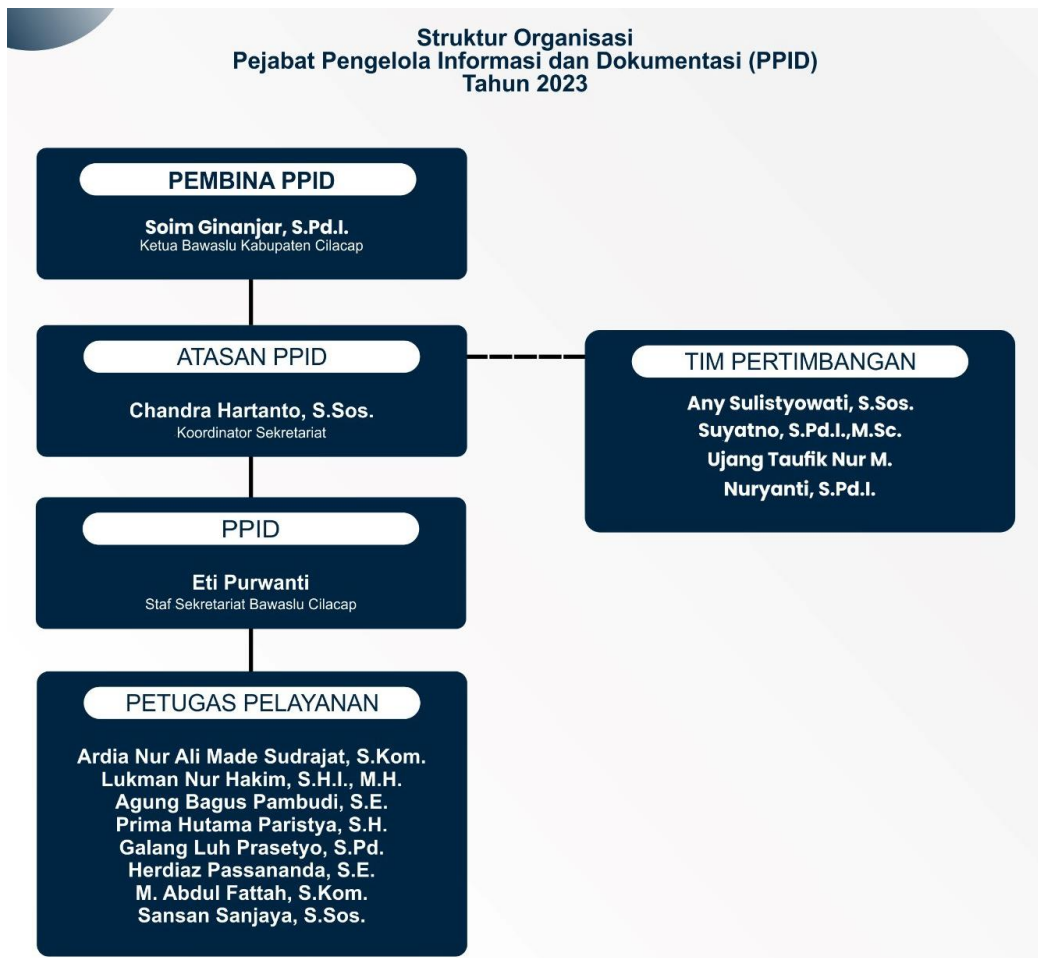 Struktur Organisasi
Pejabat Pengelola Informasi dan Dokumentasi (PPID)
Tahun 2023
PEMBINA PPID
Soim Ginanjar, S.Pd.I.
Ketua Bawaslu Kabupaten Cilacap
ATASAN PPID
Chandra Hartanto, S.Sos.
Koordinator Sekretariat
TIM PERTIMBANGAN
Any Sulistyowati, S.Sos.
Suyatno, S.Pd.I.,M.Sc.
Ujang Taufik Nur M.
Nuryanti, S.Pd.I.
PPID
Eti Purwanti
Staf Sekretariat Bawaslu Cilacap
PETUGAS PELAYANAN
Ardia Nur Ali Made Sudrajat, S.Kom.
Lukman Nur Hakim, S.H.I., M.H.
Agung Bagus Pambudi, S.E.
Prima Hutama Paristya, S.H.
Galang Luh Prasetyo, S.Pd.
Herdiaz Passananda, S.E.
M. Abdul Fattah, S.Kom.
Sansan Sanjaya, S.Sos.